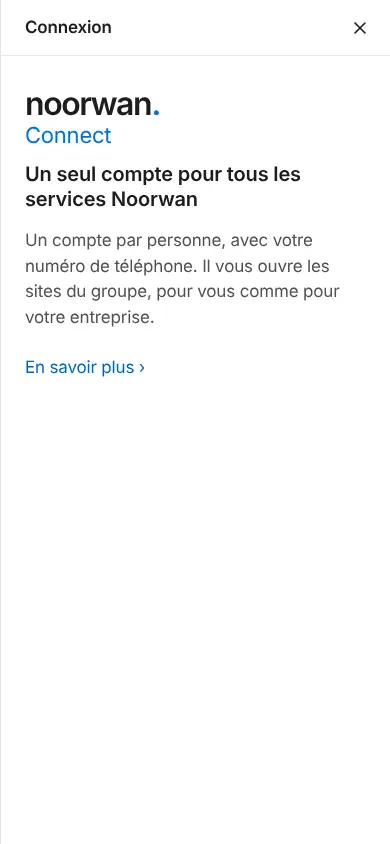 Connexion
noorwan.
Connect
Un seul compte pour tous les
services Noorwan
Un compte par personne, avec votre
numéro de téléphone. Il vous ouvre les
sites du groupe, pour vous comme pour
votre entreprise.
En savoir plus ›